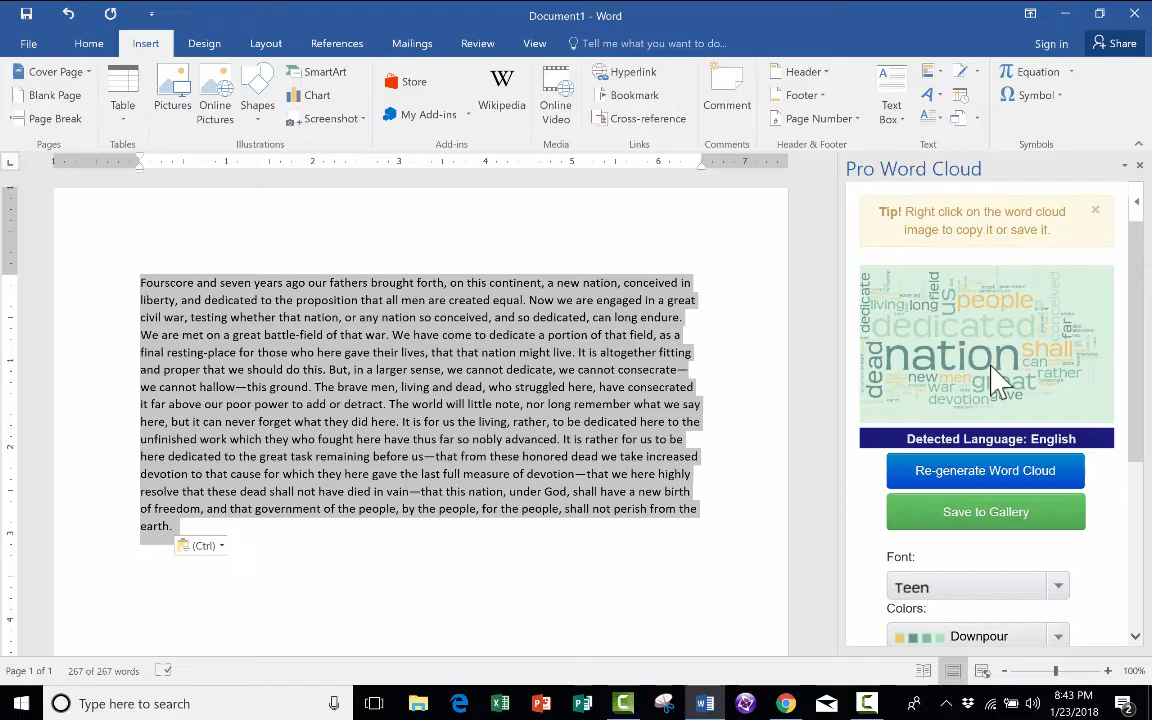 Document1 - Word
File Home Insert Design Layout References Mailings Review View Tell me what you want to do... Sign in Share
Cover Page
Blank Page
Page Break
Pages
Table
Tables
Pictures
Online Pictures
Shapes
SmartArt
Chart
Screenshot
Illustrations
Store
My Add-ins
Wikipedia
Add-ins
Online Video
Media
Hyperlink
Bookmark
Cross-reference
Links
Comment
Comments
Header
Footer
Page Number
Header & Footer
Text Box
Text
Equation
Symbol
Symbols
1 1 2 3 4 5 6 7
Fourscore and seven years ago our fathers brought forth, on this continent, a new nation, conceived in
liberty, and dedicated to the proposition that all men are created equal. Now we are engaged in a great
civil war, testing whether that nation, or any nation so conceived, and so dedicated, can long endure.
We are met on a great battle-field of that war. We have come to dedicate a portion of that field, as a
final resting-place for those who here gave their lives, that that nation might live. It is altogether fitting
and proper that we should do this. But, in a larger sense, we cannot dedicate, we cannot consecrate—
we cannot hallow—this ground. The brave men, living and dead, who struggled here, have consecrated
it far above our poor power to add or detract. The world will little note, nor long remember what we say
here, but it can never forget what they did here. It is for us the living, rather, to be dedicated here to the
unfinished work which they who fought here have thus far so nobly advanced. It is rather for us to be
here dedicated to the great task remaining before us—that from these honored dead we take increased
devotion to that cause for which they here gave the last full measure of devotion—that we here highly
resolve that these dead shall not have died in vain—that this nation, under God, shall have a new birth
of freedom, and that government of the people, by the people, for the people, shall not perish from the
earth.
(Ctrl)
Pro Word Cloud
Tip! Right click on the word cloud
image to copy it or save it.
living long field us people conceived
dedicated far
dead nation shall can
new men great rather
devotion gave
Detected Language: English
Re-generate Word Cloud
Save to Gallery
Font:
Teen
Colors:
Downpour
Page 1 of 1 267 of 267 words 100%
Type here to search
8:43 PM
1/23/2018
2